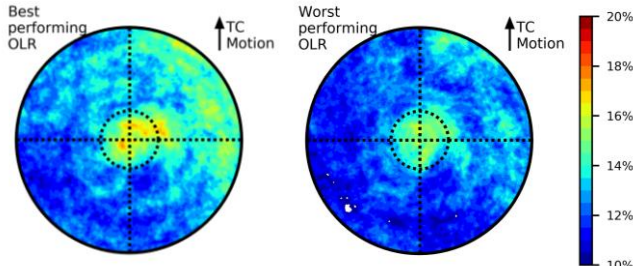 Best
performing
OLR
TC
Motion
Worst
performing
OLR
TC
Motion
20%
18%
16%
14%
12%
10%